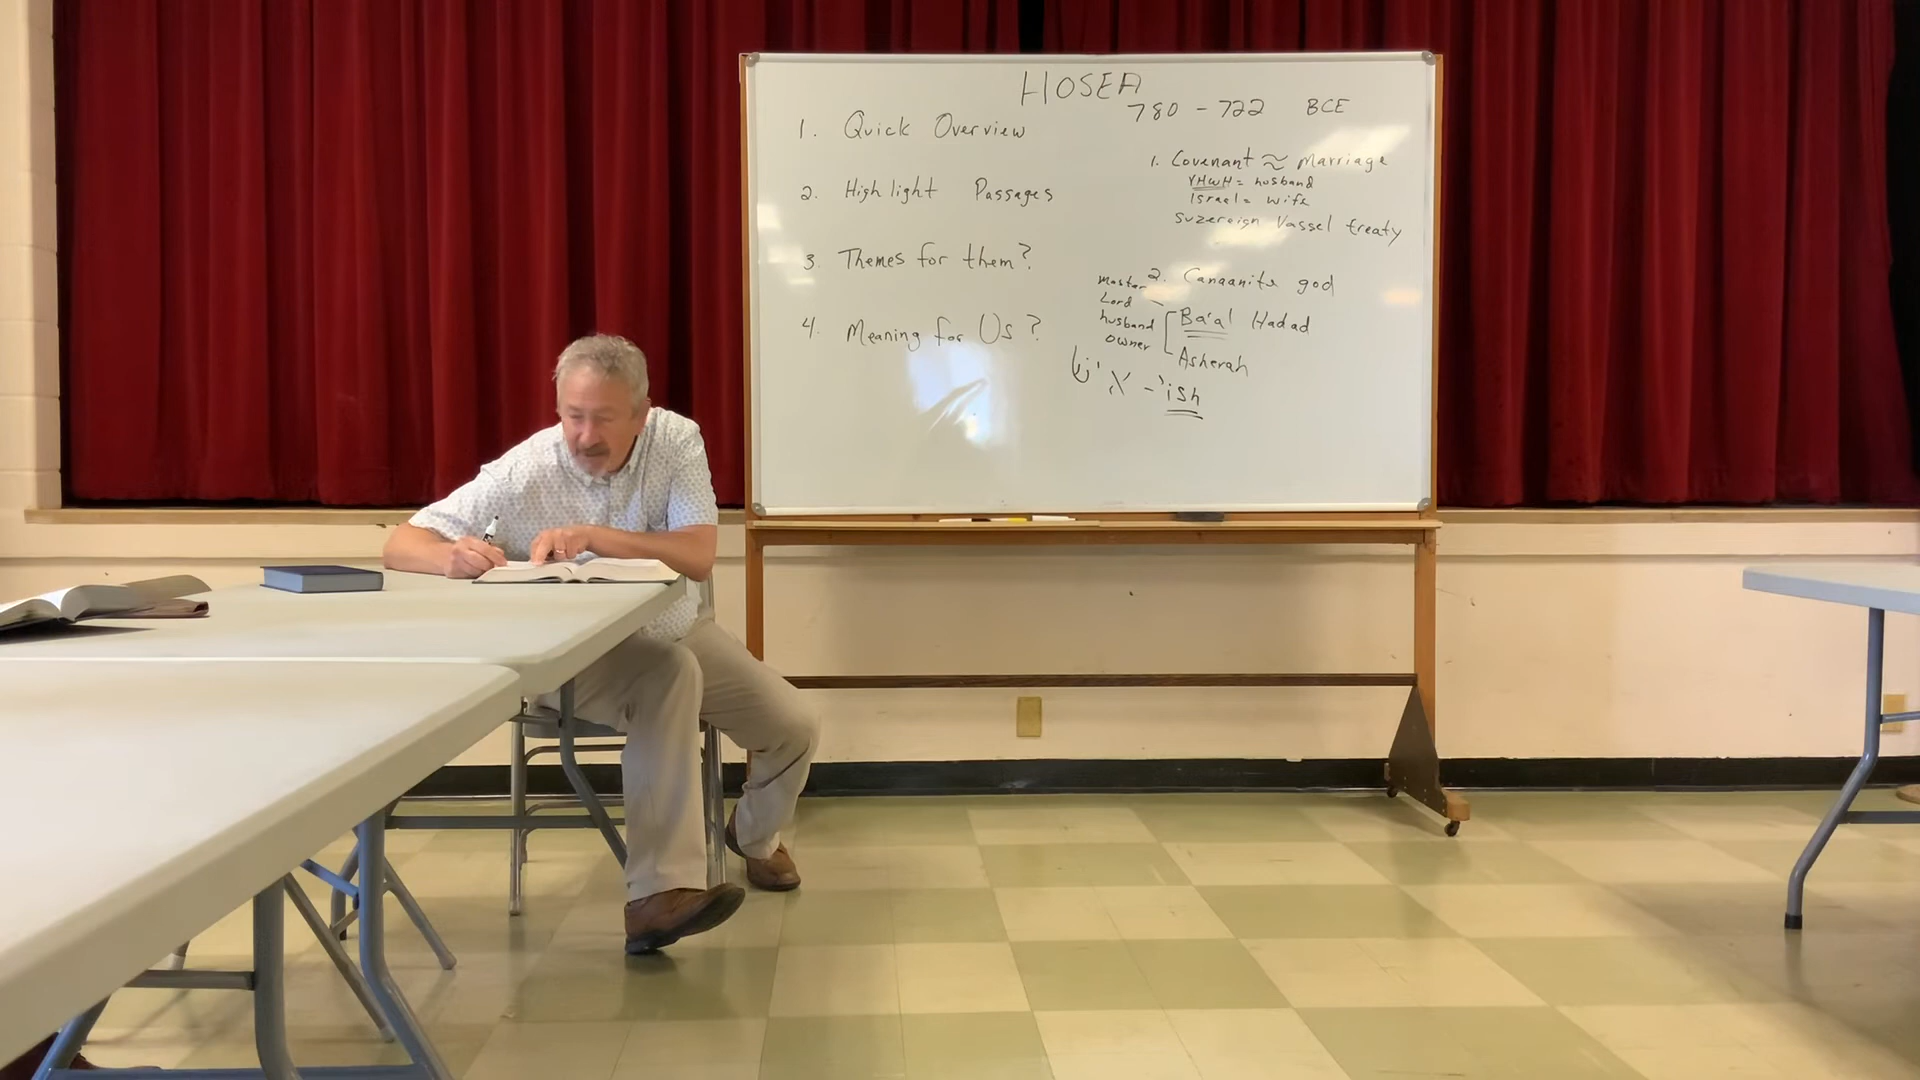 HOSEA
780 - 722 BCE
1. Quick Overview
2. Highlight Passages
3. Themes for them?
4. Meaning for Us?
1. Covenant ≈ Marriage
YHWH = husband
Israel = wife
Suzereign Vassel treaty
2. Canaanite god
master
Lord
husband
owner
Ba'al Hadad
Asherah
איש - 'ish